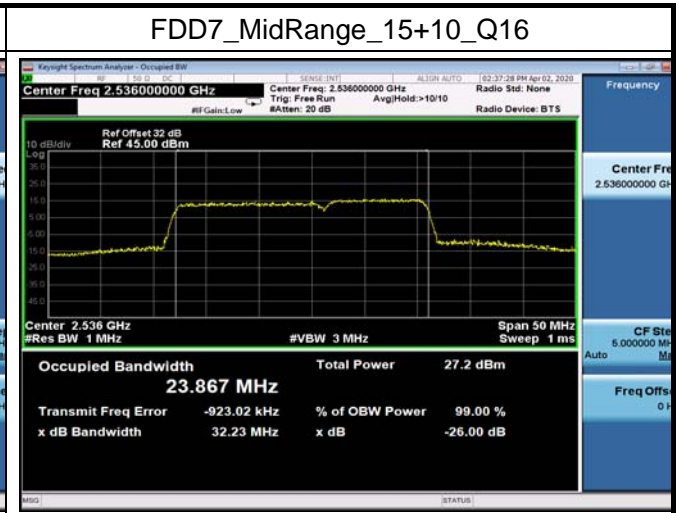 FDD7_MidRange_15+10_Q16
Keysight Spectrum Analyzer - Occupied BW
RF 50 Ω DC SENSE:INT ALIGN AUTO 02:37:28 PM Apr 02, 2020
Center Freq 2.536000000 GHz Center Freq: 2.536000000 GHz Radio Std: None Frequency
Trig: Free Run Avg|Hold:>10/10
#IFGain:Low #Atten: 20 dB Radio Device: BTS
Ref Offset 32 dB
10 dB/div Ref 45.00 dBm
Log
35.0
25.0
15.0
5.00
-5.00
-15.0
-25.0
-35.0
-45.0
Center Fre
2.536000000 GH
Center 2.536 GHz Span 50 MHz
#Res BW 1 MHz #VBW 3 MHz Sweep 1 ms
CF Ste
5.000000 MH
Auto Ma
Occupied Bandwidth Total Power 27.2 dBm
23.867 MHz
Transmit Freq Error -923.02 kHz % of OBW Power 99.00 %
x dB Bandwidth 32.23 MHz x dB -26.00 dB
Freq Offs
0 H
MSG STATUS